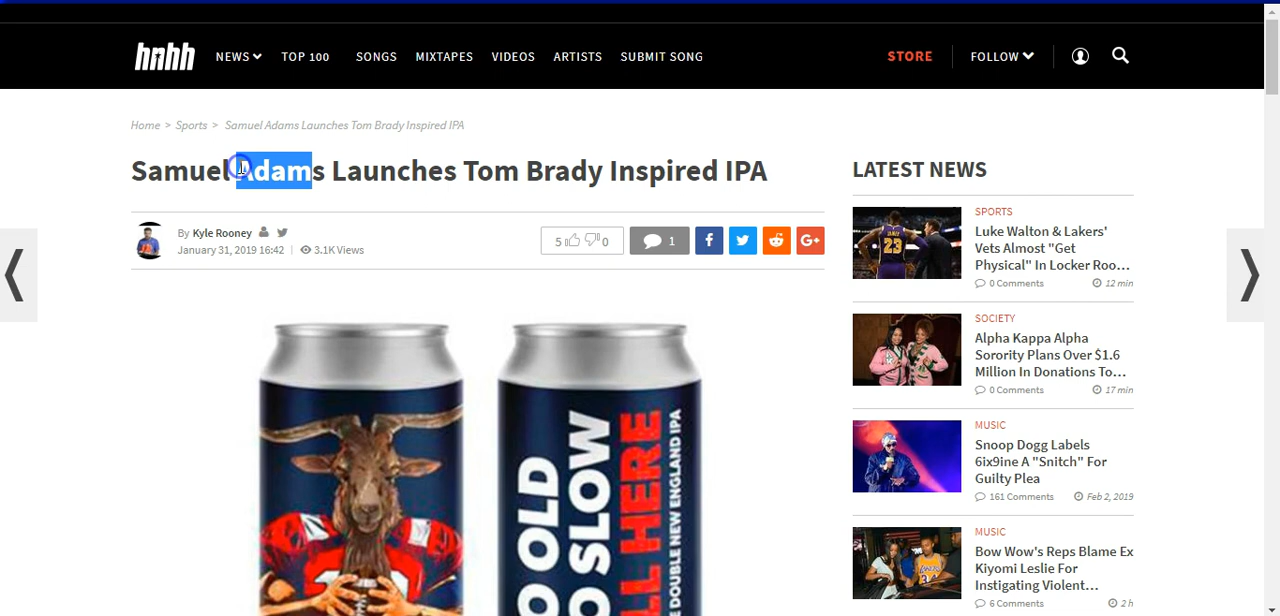 hnhh NEWS TOP 100 SONGS MIXTAPES VIDEOS ARTISTS SUBMIT SONG STORE FOLLOW
Home > Sports > Samuel Adams Launches Tom Brady Inspired IPA
Samuel Adams Launches Tom Brady Inspired IPA
By Kyle Rooney
January 31, 2019 16:42 | 3.1K Views
5 0 1 G+
OLD
SLOW
LL HERE
DOUBLE NEW ENGLAND IPA
LATEST NEWS
SPORTS
Luke Walton & Lakers'
Vets Almost "Get
Physical" In Locker Roo...
0 Comments 12 min
SOCIETY
Alpha Kappa Alpha
Sorority Plans Over $1.6
Million In Donations To...
0 Comments 17 min
MUSIC
Snoop Dogg Labels
6ix9ine A "Snitch" For
Guilty Plea
161 Comments Feb 2, 2019
MUSIC
Bow Wow's Reps Blame Ex
Kiyomi Leslie For
Instigating Violent...
6 Comments 2 h